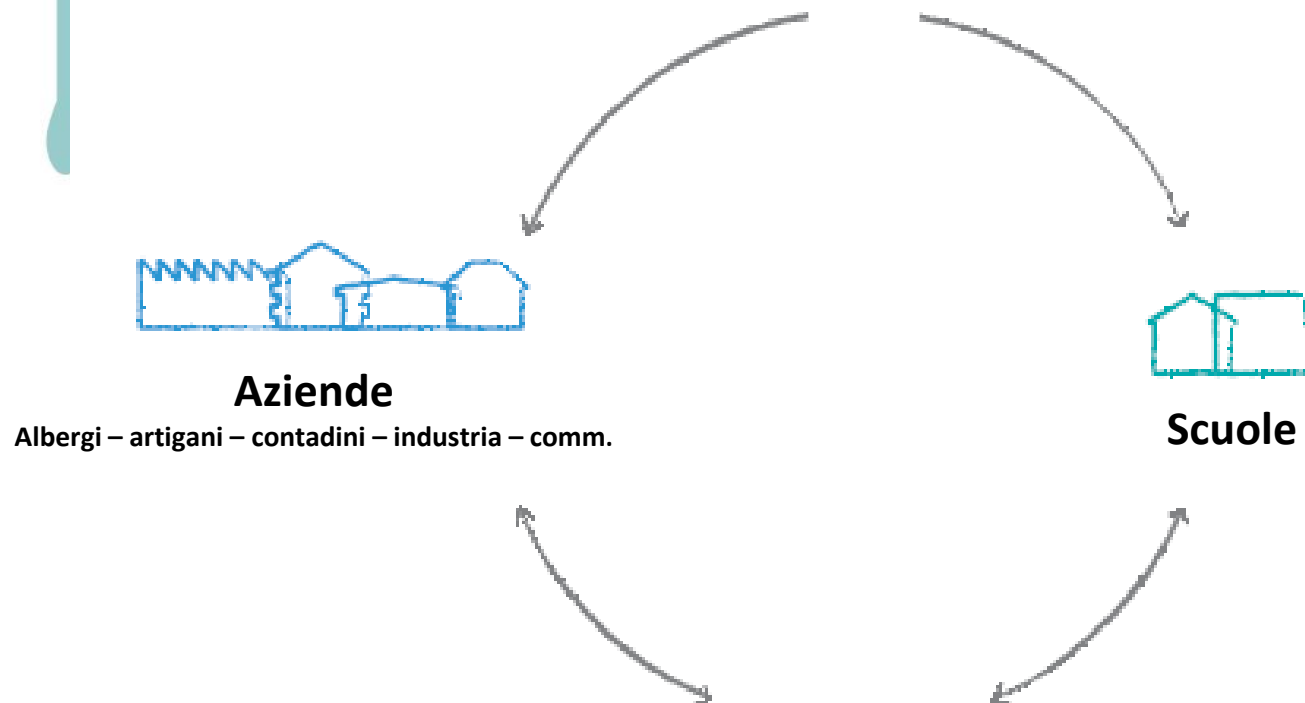 Aziende
Albergi – artigani – contadini – industria – comm.
Scuole